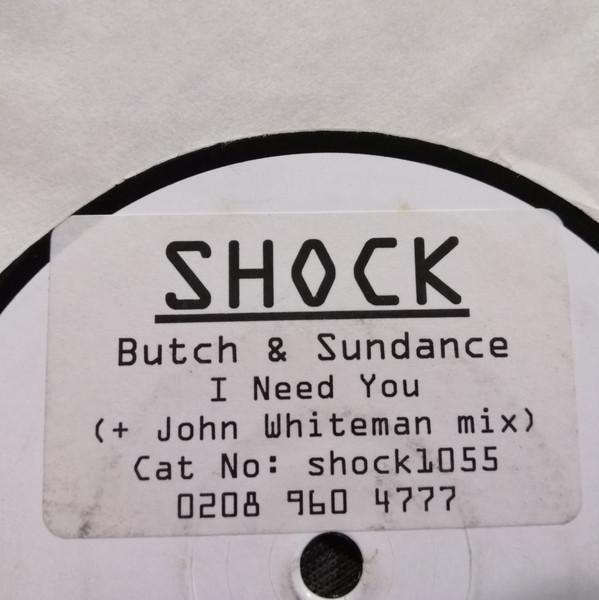 SHOCK
Butch & Sundance
I Need You
(+ John Whiteman mix)
Cat No: shock1055
0208 960 4777